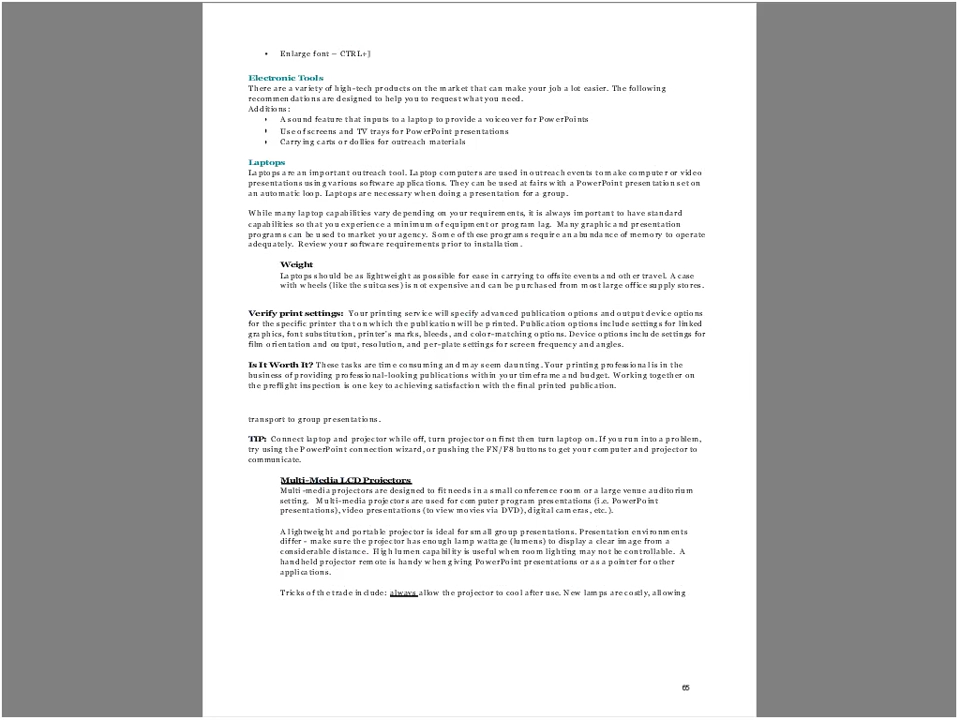 • Enlarge font – CTRL+]
Electronic Tools
There are a variety of high-tech products on the market that can make your job a lot easier. The following
recommendations are designed to help you to request what you need.
Additions:
• A sound feature that inputs to a laptop to provide a voiceover for PowerPoints
• Use of screens and TV trays for PowerPoint presentations
• Carrying carts or dollies for outreach materials
Laptops
Laptops are an important outreach tool. Laptop computers are used in outreach events to make computer or video
presentations using various software applications. They can be used at fairs with a PowerPoint presentation set on
an automatic loop. Laptops are necessary when doing a presentation for a group.
While many laptop capabilities vary depending on your requirements, it is always important to have standard
capabilities so that you experience a minimum of equipment or program lag. Many graphic and presentation
programs can be used to market your agency. Some of these programs require an abundance of memory to operate
adequately. Review your software requirements prior to installation.
Weight
Laptops should be as lightweight as possible for ease in carrying to offsite events and other travel. A case
with wheels (like the suitcases) is not expensive and can be purchased from most large office supply stores.
Verify print settings: Your printing service will specify advanced publication options and output device options
for the specific printer that on which the publication will be printed. Publication options include settings for linked
graphics, font substitution, printer's marks, bleeds, and color-matching options. Device options include settings for
film orientation and output, resolution, and per-plate settings for screen frequency and angles.
Is It Worth It? These tasks are time consuming and may seem daunting. Your printing professional is in the
business of providing professional-looking publications within your timeframe and budget. Working together on
the preflight inspection is one key to achieving satisfaction with the final printed publication.
transport to group presentations.
TIP: Connect laptop and projector while off, turn projector on first then turn laptop on. If you run into a problem,
try using the PowerPoint connection wizard, or pushing the FN/F8 buttons to get your computer and projector to
communicate.
Multi-Media LCD Projectors
Multi-media projectors are designed to fit needs in a small conference room or a large venue auditorium
setting. Multi-media projectors are used for computer program presentations (i.e. PowerPoint
presentations), video presentations (to view movies via DVD), digital cameras, etc.).
A lightweight and portable projector is ideal for small group presentations. Presentation environments
differ - make sure the projector has enough lamp wattage (lumens) to display a clear image from a
considerable distance. High lumen capability is useful when room lighting may not be controllable. A
handheld projector remote is handy when giving PowerPoint presentations or as a pointer for other
applications.
Tricks of the trade include: always allow the projector to cool after use. New lamps are costly, allowing
65